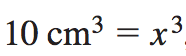 10 cm³ = x³